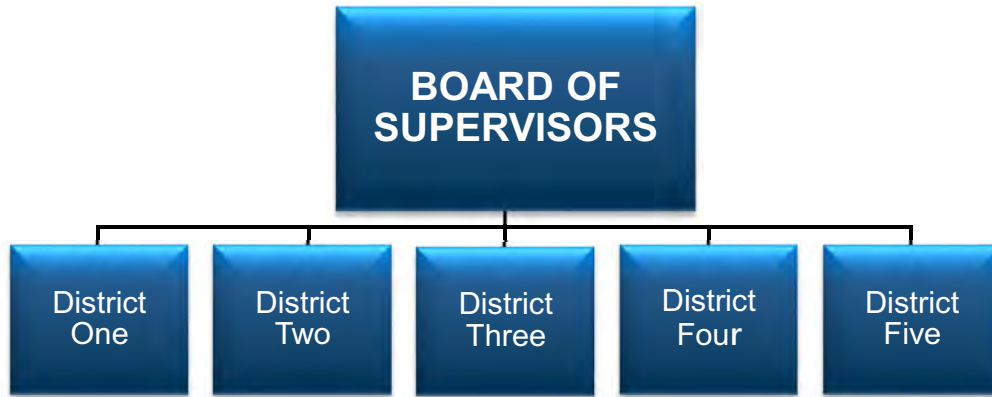 BOARD OF
SUPERVISORS
District
One
District
Two
District
Three
District
Four
District
Five